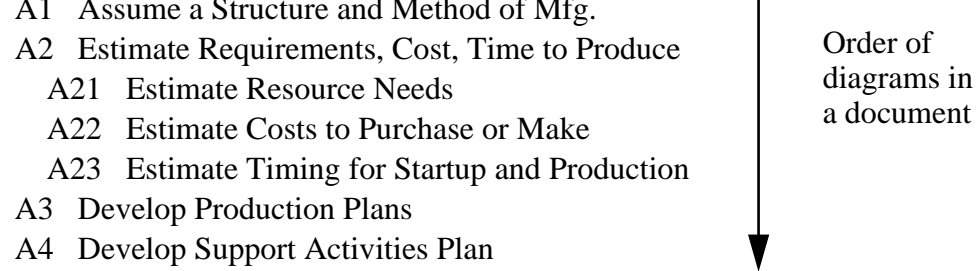 A1 Assume a Structure and Method of Mfg.
A2 Estimate Requirements, Cost, Time to Produce
A21 Estimate Resource Needs
A22 Estimate Costs to Purchase or Make
A23 Estimate Timing for Startup and Production
A3 Develop Production Plans
A4 Develop Support Activities Plan
Order of
diagrams in
a document